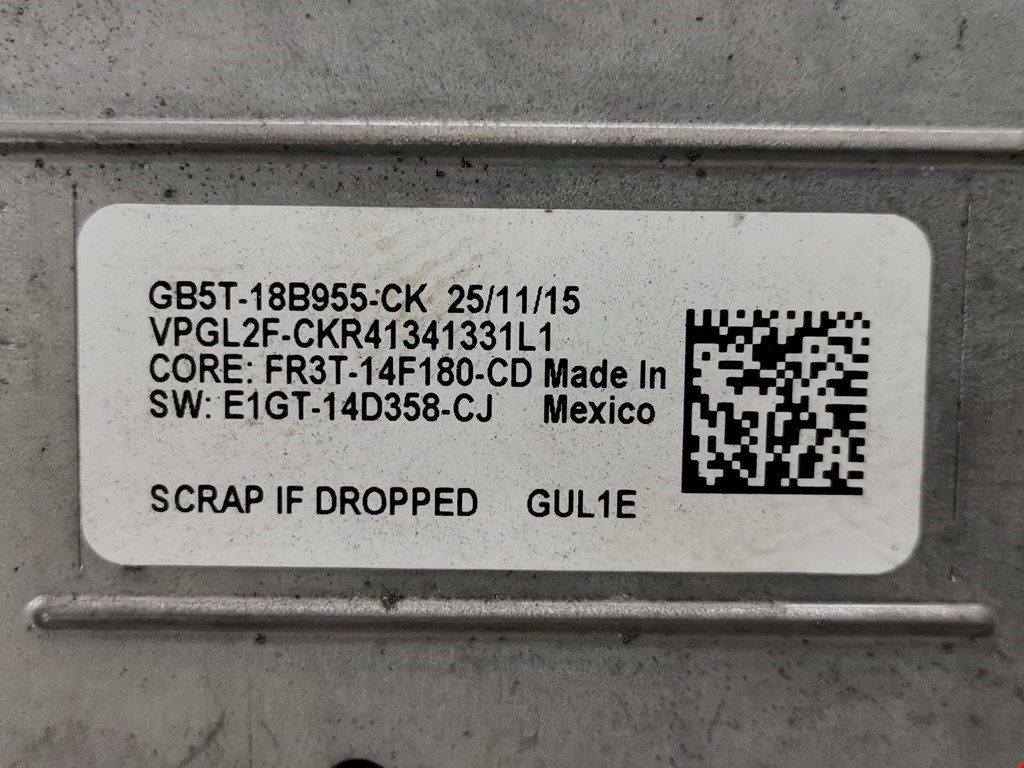 GB5T-18B955-CK 25/11/15
VPGL2F-CKR41341331L1
CORE: FR3T-14F180-CD Made In
SW: E1GT-14D358-CJ Mexico
SCRAP IF DROPPED GUL1E